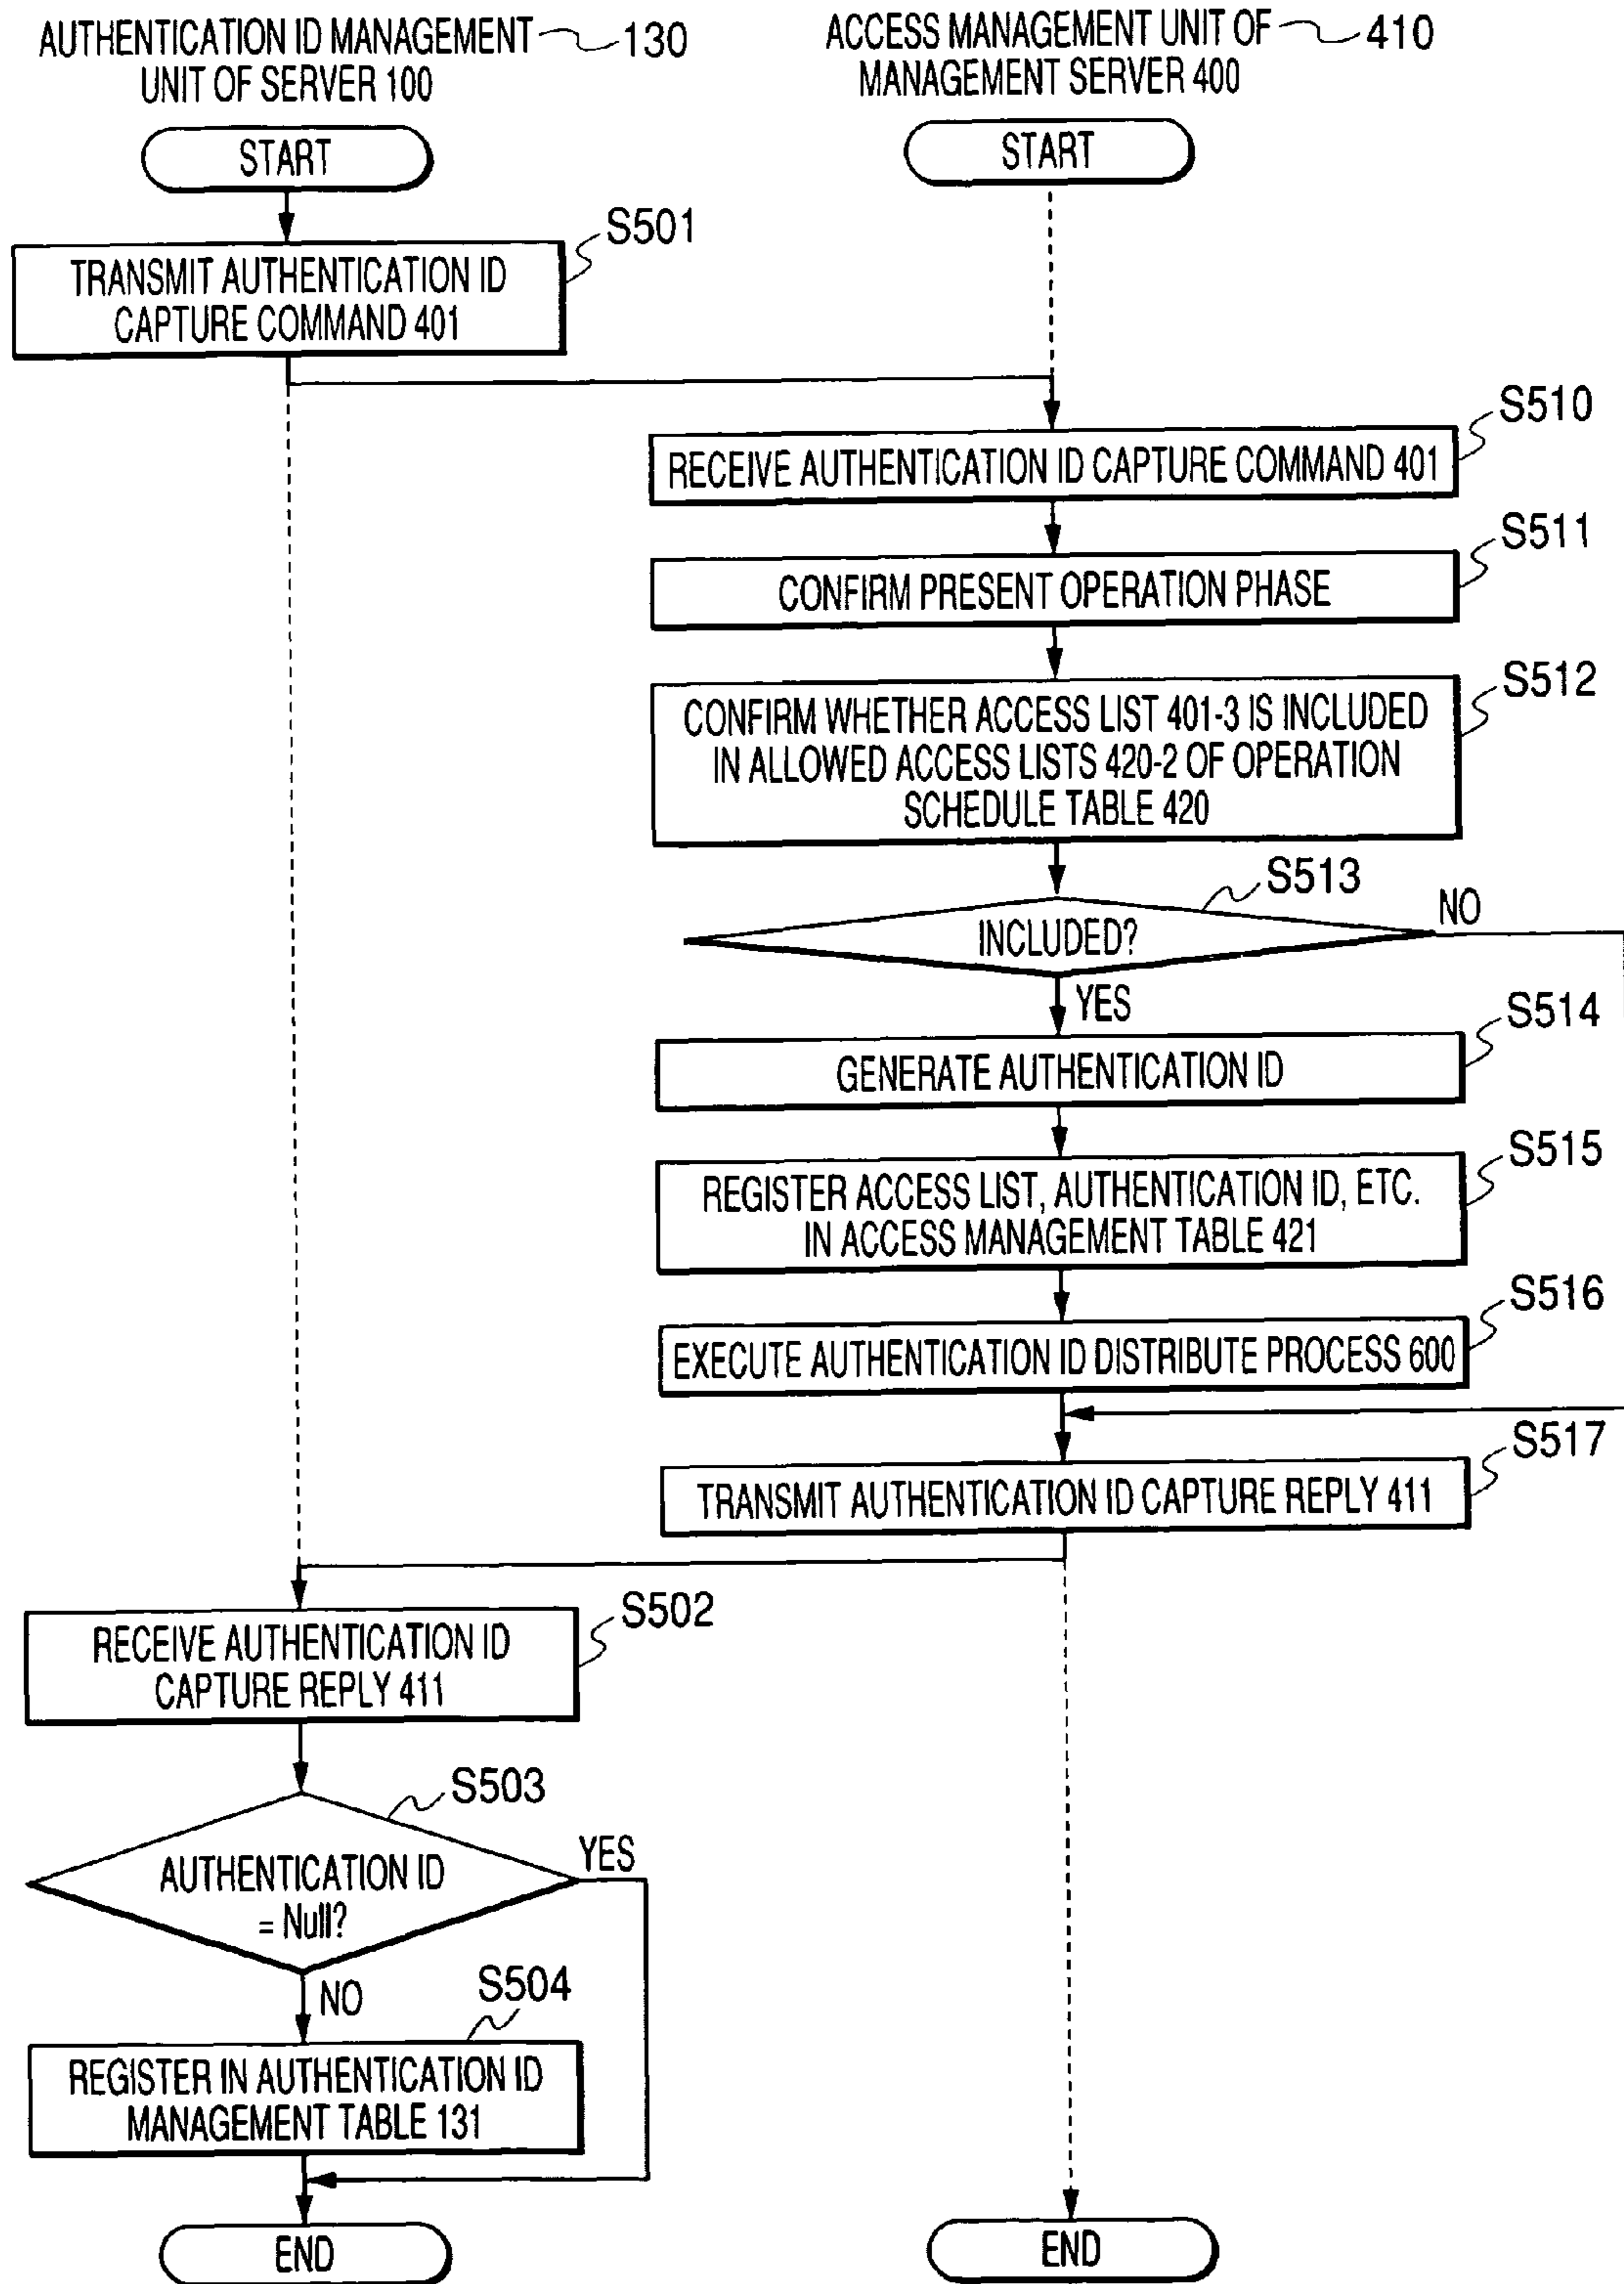 AUTHENTICATION ID MANAGEMENT 130
UNIT OF SERVER 100
ACCESS MANAGEMENT UNIT OF 410
MANAGEMENT SERVER 400
START
START
S501
TRANSMIT AUTHENTICATION ID
CAPTURE COMMAND 401
S510
RECEIVE AUTHENTICATION ID CAPTURE COMMAND 401
S511
CONFIRM PRESENT OPERATION PHASE
S512
CONFIRM WHETHER ACCESS LIST 401-3 IS INCLUDED
IN ALLOWED ACCESS LISTS 420-2 OF OPERATION
SCHEDULE TABLE 420
S513
INCLUDED?
NO
YES
S514
GENERATE AUTHENTICATION ID
S515
REGISTER ACCESS LIST, AUTHENTICATION ID, ETC.
IN ACCESS MANAGEMENT TABLE 421
S516
EXECUTE AUTHENTICATION ID DISTRIBUTE PROCESS 600
S517
TRANSMIT AUTHENTICATION ID CAPTURE REPLY 411
S502
RECEIVE AUTHENTICATION ID
CAPTURE REPLY 411
S503
AUTHENTICATION ID
= Null?
YES
NO
S504
REGISTER IN AUTHENTICATION ID
MANAGEMENT TABLE 131
END
END